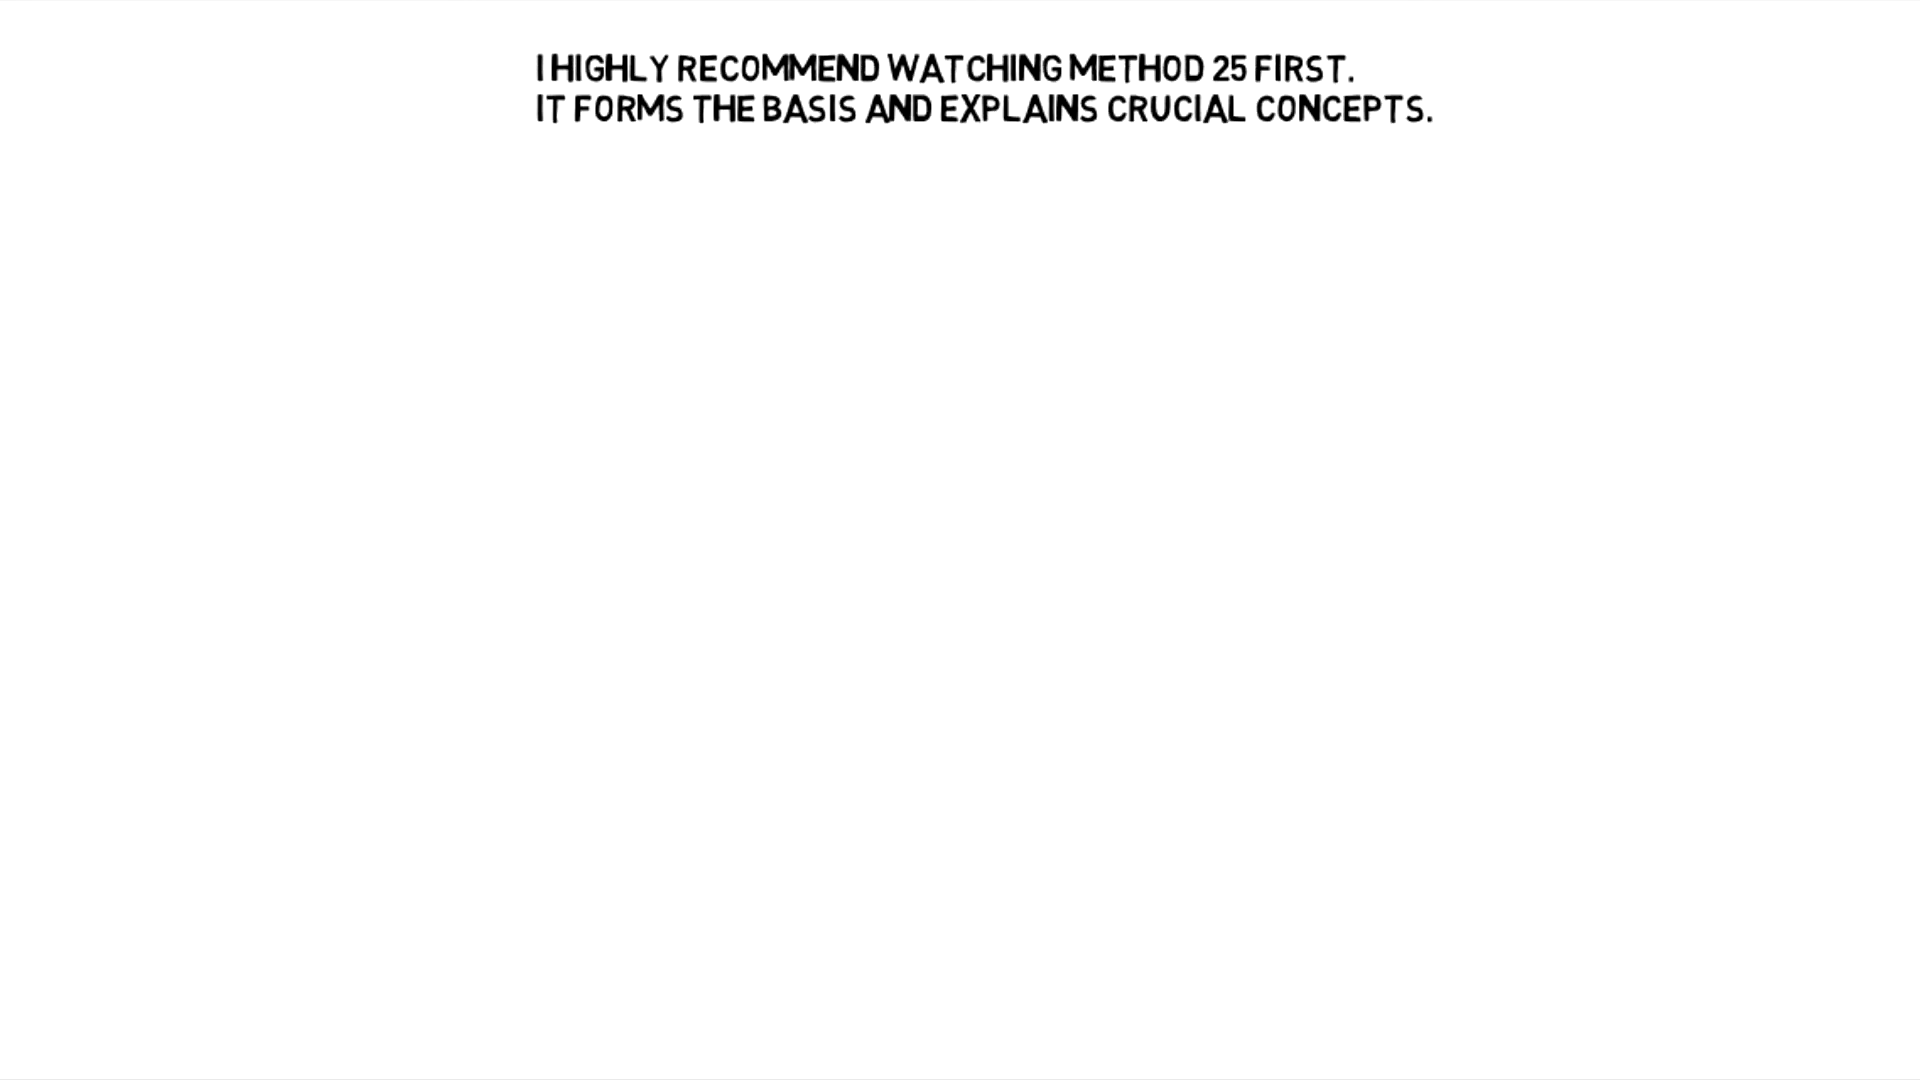 I HIGHLY RECOMMEND WATCHING METHOD 25 FIRST.
IT FORMS THE BASIS AND EXPLAINS CRUCIAL CONCEPTS.